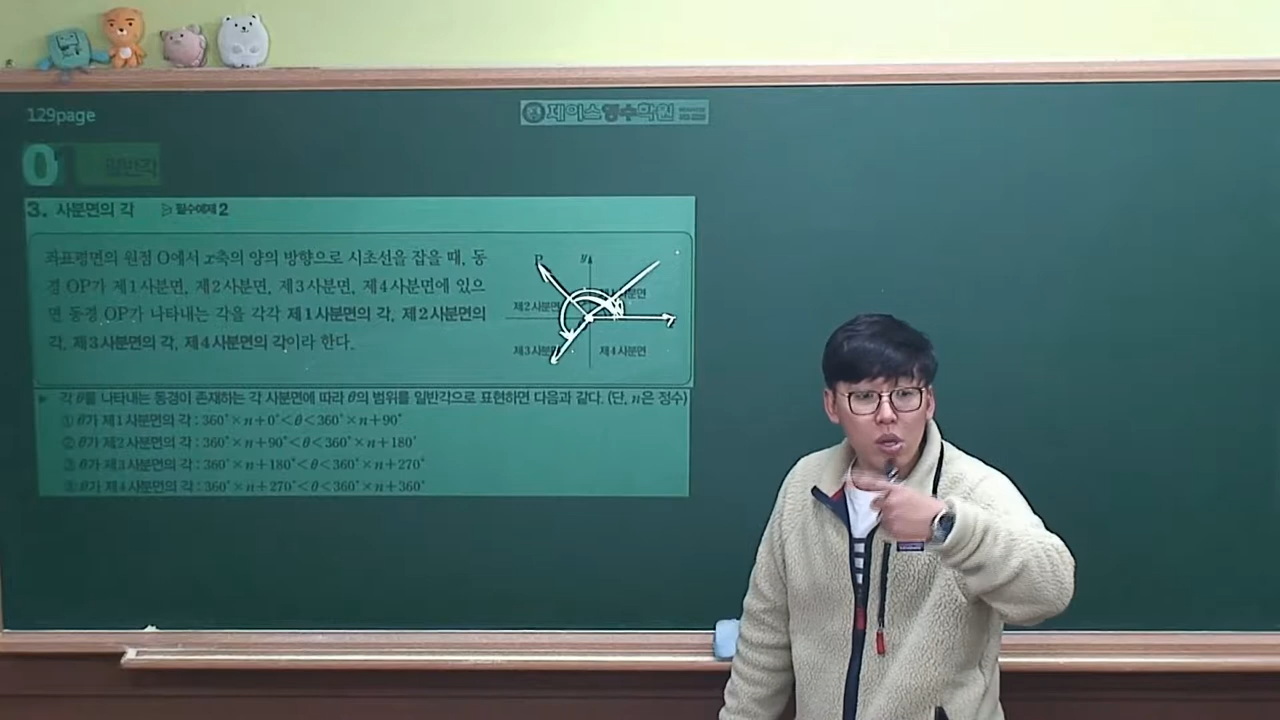 129page
제이스영수학원
0
일반각
3. 사분면의 각 ▷ 필수예제 2
좌표평면의 원점 O에서 x축의 양의 방향으로 시초선을 잡을 때, 동
경 OP가 제1사분면, 제2사분면, 제3사분면, 제4사분면에 있으
면 동경 OP가 나타내는 각을 각각 제1사분면의 각, 제2사분면의
각, 제3사분면의 각, 제4사분면의 각이라 한다.
P y
제2사분면 사분면
제3사분면 제4사분면
▶ 각 θ를 나타내는 동경이 존재하는 각 사분면에 따라 θ의 범위를 일반각으로 표현하면 다음과 같다. (단, n은 정수)
① θ가 제1사분면의 각 : 360°×n+0°<θ<360°×n+90°
② θ가 제2사분면의 각 : 360°×n+90°<θ<360°×n+180°
③ θ가 제3사분면의 각 : 360°×n+180°<θ<360°×n+270°
④ θ가 제4사분면의 각 : 360°×n+270°<θ<360°×n+360°